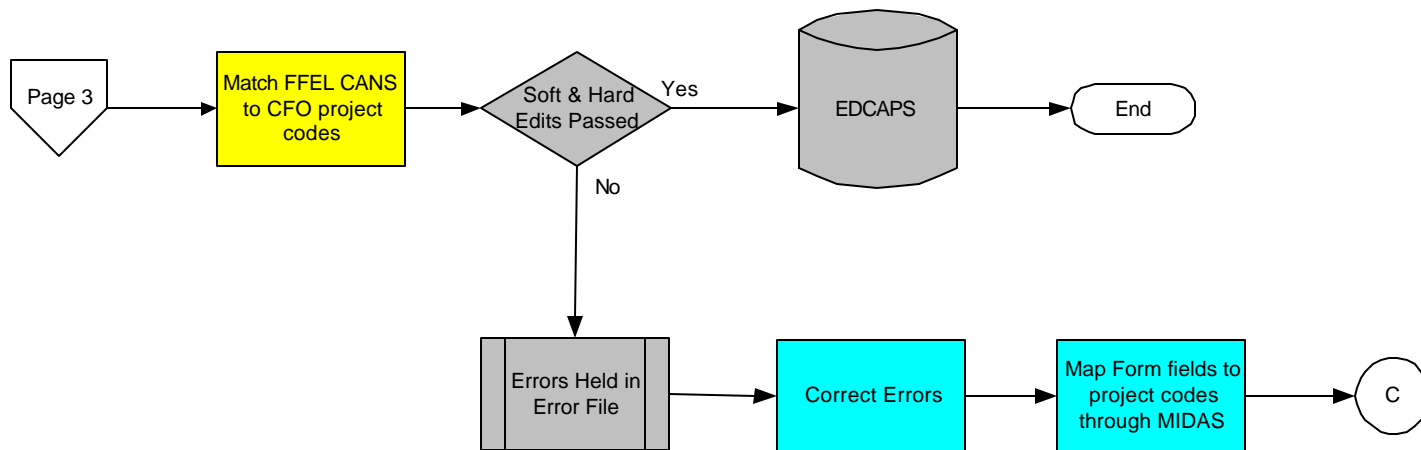 Page 3
Match FFEL CANS
to CFO project
codes
Soft & Hard
Edits Passed
Yes
EDCAPS
End
No
Errors Held in
Error File
Correct Errors
Map Form fields to
project codes
through MIDAS
C